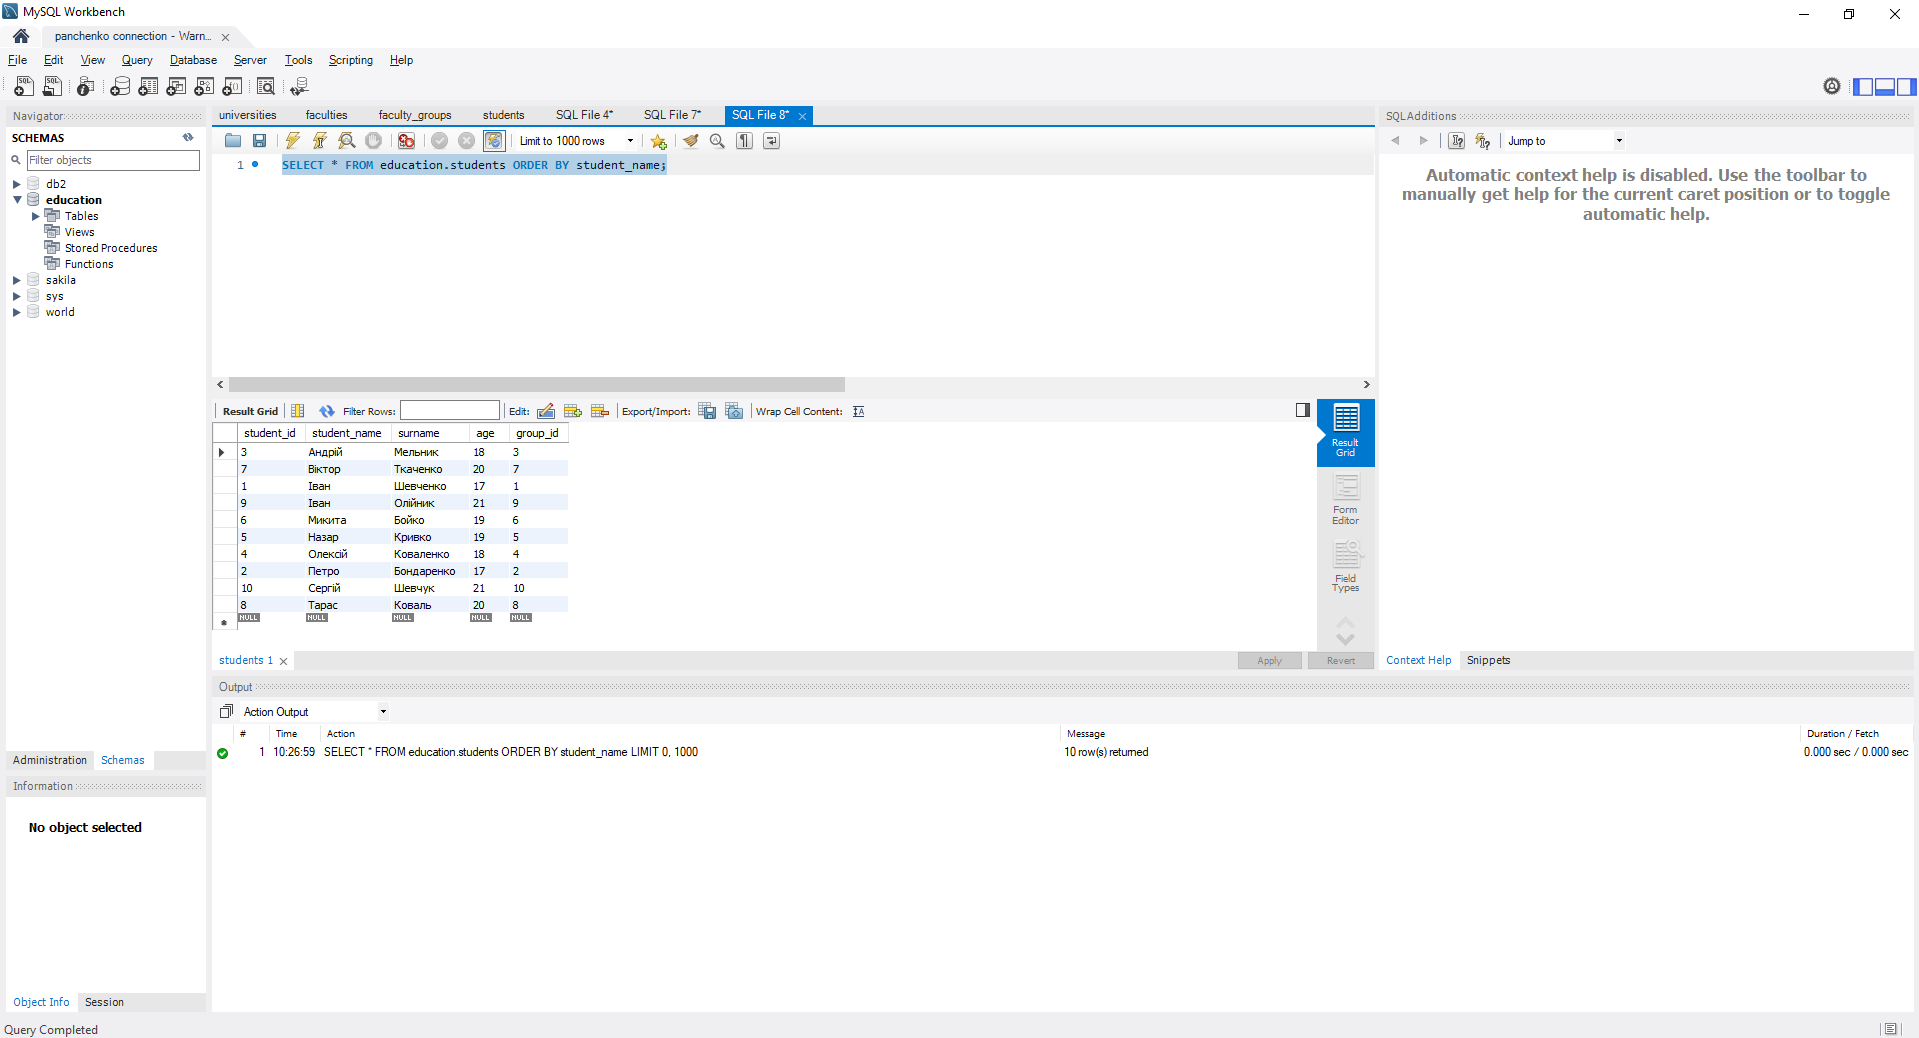 MySQL Workbench
panchenko connection - Warn...
File Edit View Query Database Server Tools Scripting Help
Navigator
SCHEMAS
Filter objects
db2
education
Tables
Views
Stored Procedures
Functions
sakila
sys
world
Administration Schemas
Information
No object selected
Object Info Session
universities faculties faculty_groups students SQL File 4* SQL File 7* SQL File 8*
Limit to 1000 rows
1 SELECT * FROM education.students ORDER BY student_name;
Result Grid Filter Rows: Edit: Export/Import: Wrap Cell Content:
student_id student_name surname age group_id
3 Андрій Мельник 18 3
7 Віктор Ткаченко 20 7
1 Іван Шевченко 17 1
9 Іван Олійник 21 9
6 Микита Бойко 19 6
5 Назар Кривко 19 5
4 Олексій Коваленко 18 4
2 Петро Бондаренко 17 2
10 Сергій Шевчук 21 10
8 Тарас Коваль 20 8
NULL NULL NULL NULL NULL
Result
Grid
Form
Editor
Field
Types
students 1
Apply Revert
SQLAdditions
Jump to
Automatic context help is disabled. Use the toolbar to
manually get help for the current caret position or to toggle
automatic help.
Context Help Snippets
Output
Action Output
# Time Action Message Duration / Fetch
1 10:26:59 SELECT * FROM education.students ORDER BY student_name LIMIT 0, 1000 10 row(s) returned 0.000 sec / 0.000 sec
Query Completed